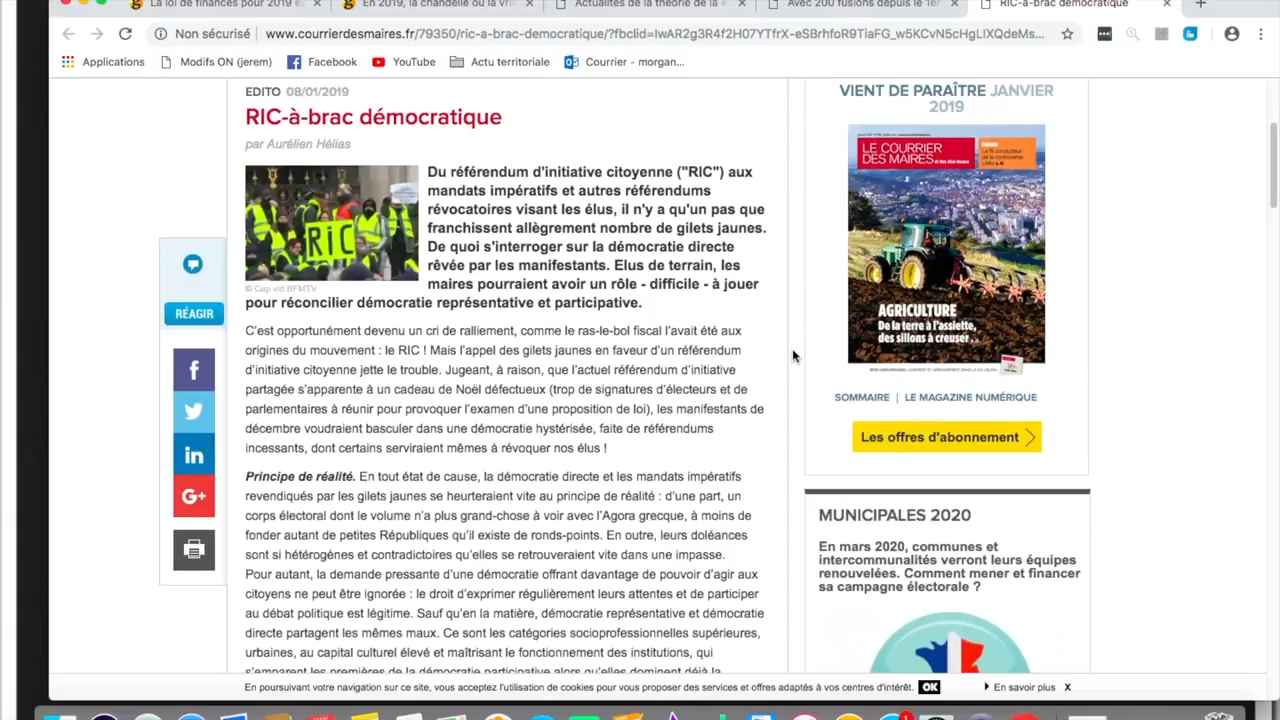 La loi de finances pour 2019 e
En 2019, la chandelle ou la vril
Actualités de la théorie de la «
Avec 200 fusions depuis le 1er
RIC-à-brac démocratique
Non sécurisé
www.courrierdesmaires.fr/79350/ric-a-brac-democratique/?fbclid=IwAR2g3R4f2H07YTfrX-eSBrhfoR9TiaFG_w5KCvN5cHgLIXQdeMs...
Applications
Modifs ON (jerem)
Facebook
YouTube
Actu territoriale
Courrier - morgan...
EDITO 08/01/2019
RIC-à-brac démocratique
par Aurélien Hélias
RiC
© Cap vid BFMTV
Du référendum d'initiative citoyenne ("RIC") aux
mandats impératifs et autres référendums
révocatoires visant les élus, il n'y a qu'un pas que
franchissent allègrement nombre de gilets jaunes.
De quoi s'interroger sur la démocratie directe
rêvée par les manifestants. Elus de terrain, les
maires pourraient avoir un rôle - difficile - à jouer
pour réconcilier démocratie représentative et participative.
C'est opportunément devenu un cri de ralliement, comme le ras-le-bol fiscal l'avait été aux
origines du mouvement : le RIC ! Mais l'appel des gilets jaunes en faveur d'un référendum
d'initiative citoyenne jette le trouble. Jugeant, à raison, que l'actuel référendum d'initiative
partagée s'apparente à un cadeau de Noël défectueux (trop de signatures d'électeurs et de
parlementaires à réunir pour provoquer l'examen d'une proposition de loi), les manifestants de
décembre voudraient basculer dans une démocratie hystérisée, faite de référendums
incessants, dont certains serviraient mêmes à révoquer nos élus !
Principe de réalité. En tout état de cause, la démocratie directe et les mandats impératifs
revendiqués par les gilets jaunes se heurteraient vite au principe de réalité : d'une part, un
corps électoral dont le volume n'a plus grand-chose à voir avec l'Agora grecque, à moins de
fonder autant de petites Républiques qu'il existe de ronds-points. En outre, leurs doléances
sont si hétérogènes et contradictoires qu'elles se retrouveraient vite dans une impasse.
Pour autant, la demande pressante d'une démocratie offrant davantage de pouvoir d'agir aux
citoyens ne peut être ignorée : le droit d'exprimer régulièrement leurs attentes et de participer
au débat politique est légitime. Sauf qu'en la matière, démocratie représentative et démocratie
directe partagent les mêmes maux. Ce sont les catégories socioprofessionnelles supérieures,
urbaines, au capital culturel élevé et maîtrisant le fonctionnement des institutions, qui
s'emparent les premières de la démocratie participative alors qu'elles dominent déjà la
RÉAGIR
f
in
G+
VIENT DE PARAÎTRE JANVIER
2019
LE COURRIER
DES MAIRES
AGRICULTURE
De la terre à l'assiette,
des sillons à creuser...
SOMMAIRE | LE MAGAZINE NUMÉRIQUE
Les offres d'abonnement
MUNICIPALES 2020
En mars 2020, communes et
intercommunalités verront leurs équipes
renouvelées. Comment mener et financer
sa campagne électorale ?
En poursuivant votre navigation sur ce site, vous acceptez l'utilisation de cookies pour vous proposer des services et offres adaptés à vos centres d'intérêt. OK
En savoir plus X